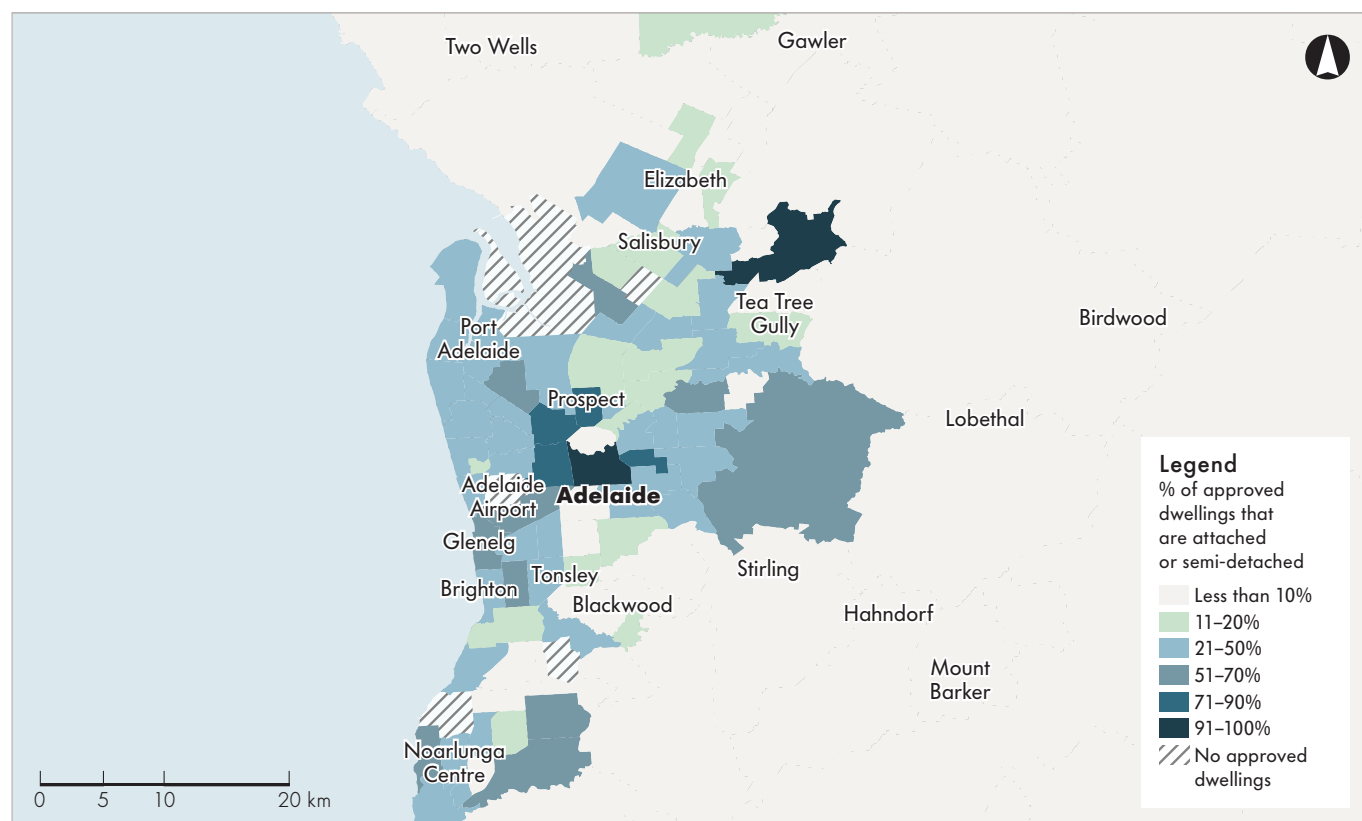 Two Wells
Gawler
Elizabeth
Salisbury
Tea Tree
Gully
Birdwood
Port
Adelaide
Prospect
Lobethal
Adelaide
Airport
Adelaide
Glenelg
Tonsley
Brighton
Stirling
Blackwood
Hahndorf
Mount
Barker
Noarlunga
Centre
0
5
10
20 km
Legend
% of approved
dwellings that
are attached
or semi-detached
Less than 10%
11–20%
21–50%
51–70%
71–90%
91–100%
No approved
dwellings